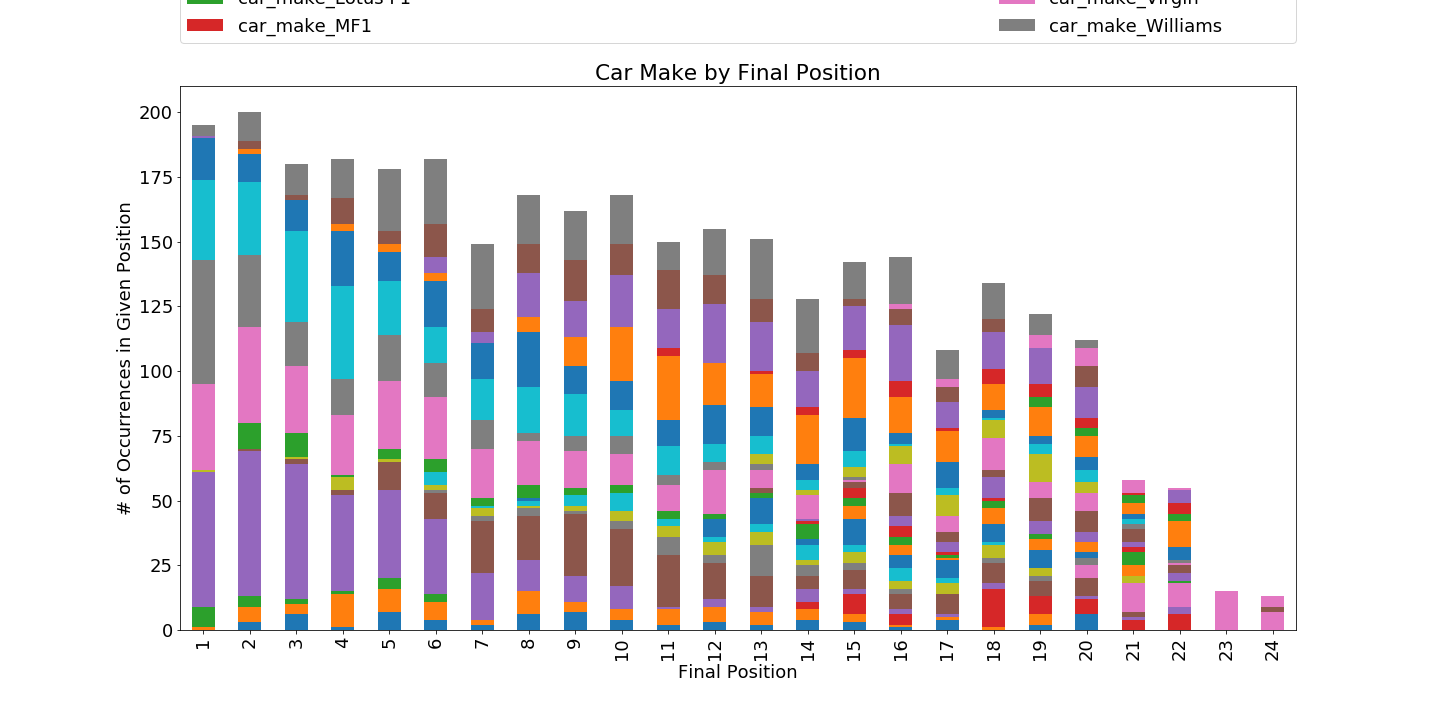 car_make_Lotus F1
car_make_Virgin
car_make_MF1
car_make_Williams
Car Make by Final Position
# of Occurrences in Given Position
200
175
150
125
100
75
50
25
0
1 2 3 4 5 6 7 8 9 10 11 12 13 14 15 16 17 18 19 20 21 22 23 24
Final Position